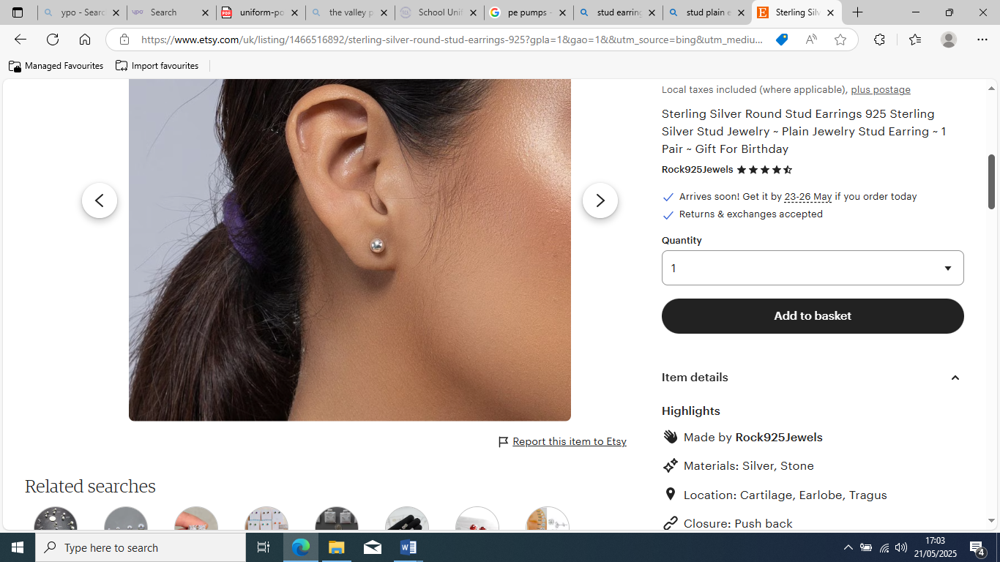 ypo - Searc
Search
uniform-po
the valley p
School Unif
pe pumps -
stud earring
stud plain e
Sterling Silv
https://www.etsy.com/uk/listing/1466516892/sterling-silver-round-stud-earrings-925?gpla=1&gao=1&&utm_source=bing&utm_mediu...
Managed Favourites
Import favourites
Local taxes included (where applicable), plus postage
Sterling Silver Round Stud Earrings 925 Sterling
Silver Stud Jewelry ~ Plain Jewelry Stud Earring ~ 1
Pair ~ Gift For Birthday
Rock925Jewels
Arrives soon! Get it by 23-26 May if you order today
Returns & exchanges accepted
Quantity
1
Add to basket
Item details
Highlights
Made by Rock925Jewels
Materials: Silver, Stone
Location: Cartilage, Earlobe, Tragus
Closure: Push back
Report this item to Etsy
Related searches
Type here to search
17:03
21/05/2025
4